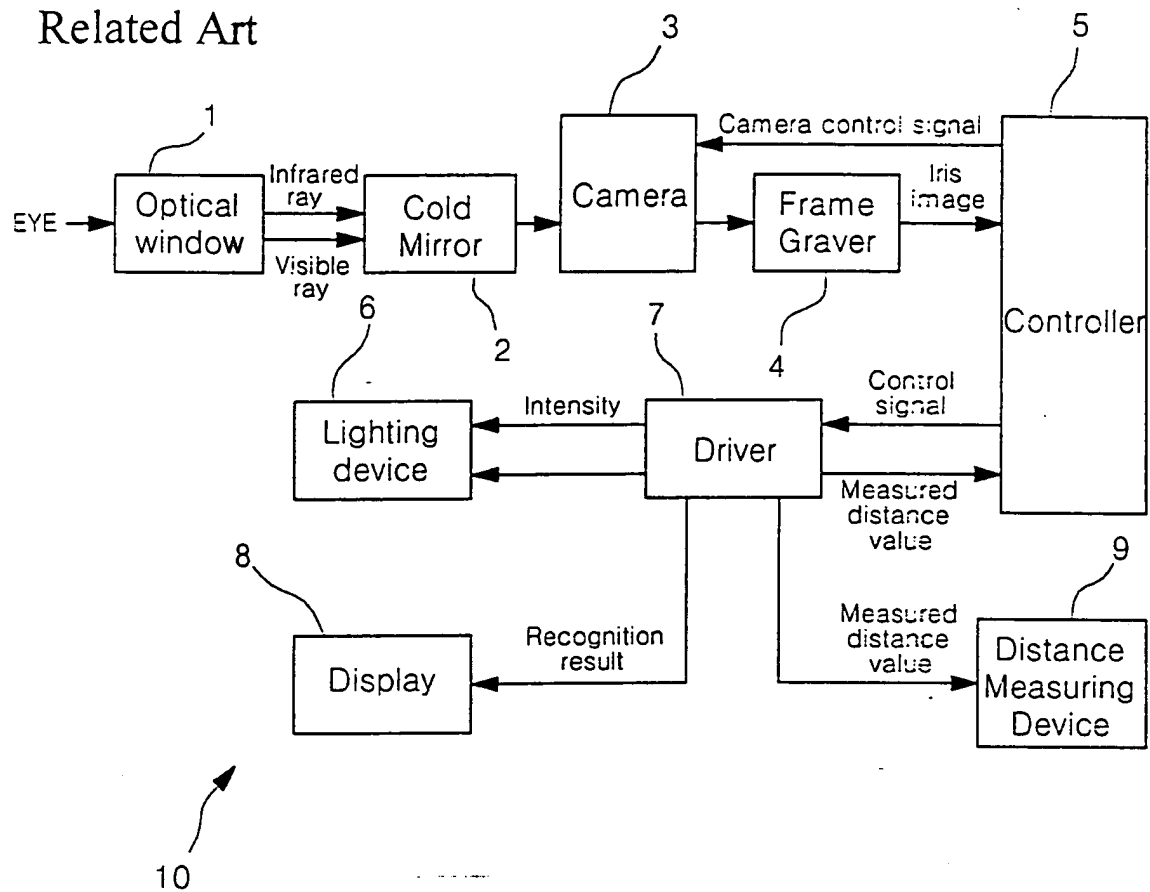 Related Art
3
5
1
Camera control signal
Infrared
ray
Iris
image
EYE
Optical
window
Cold
Mirror
Camera
Frame
Graver
Visible
ray
6
2
7
4
Controller
Control
signal
Intensity
Lighting
device
Driver
Measured
distance
value
8
9
Recognition
result
Measured
distance
value
Display
Distance
Measuring
Device
10